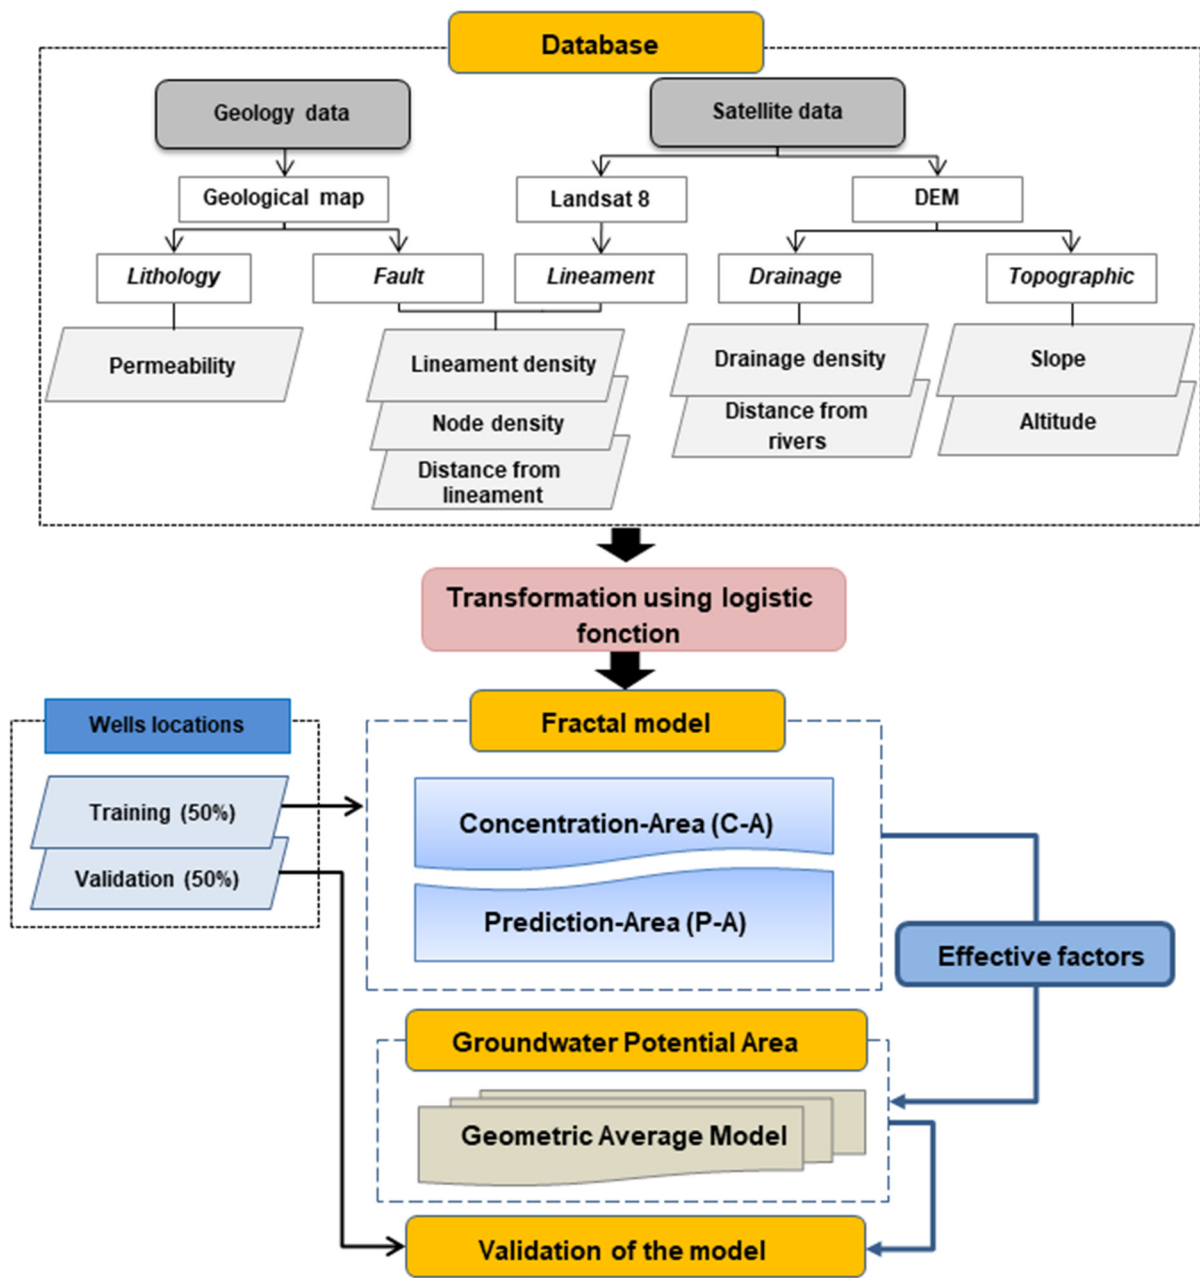 Database
Geology data
Satellite data
Geological map
Landsat 8
DEM
Lithology
Fault
Lineament
Drainage
Topographic
Permeability
Lineament density
Node density
Distance from
lineament
Drainage density
Distance from
rivers
Slope
Altitude
Transformation using logistic
fonction
Wells locations
Training (50%)
Validation (50%)
Fractal model
Concentration-Area (C-A)
Prediction-Area (P-A)
Effective factors
Groundwater Potential Area
Geometric Average Model
Validation of the model